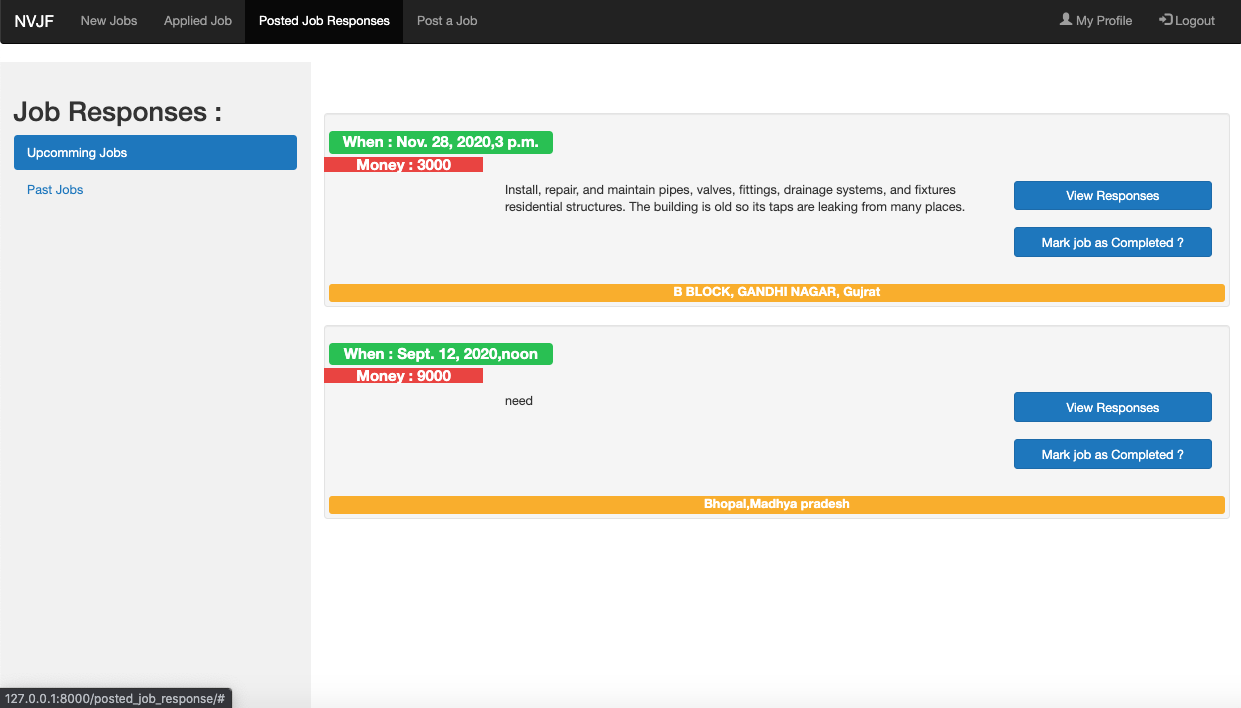 NVJF New Jobs Applied Job Posted Job Responses Post a Job My Profile Logout
Job Responses :
Upcomming Jobs
Past Jobs
When : Nov. 28, 2020,3 p.m.
Money : 3000
Install, repair, and maintain pipes, valves, fittings, drainage systems, and fixtures
residential structures. The building is old so its taps are leaking from many places.
View Responses
Mark job as Completed ?
B BLOCK, GANDHI NAGAR, Gujrat
When : Sept. 12, 2020,noon
Money : 9000
need
View Responses
Mark job as Completed ?
Bhopal,Madhya pradesh
127.0.0.1:8000/posted_job_response/#